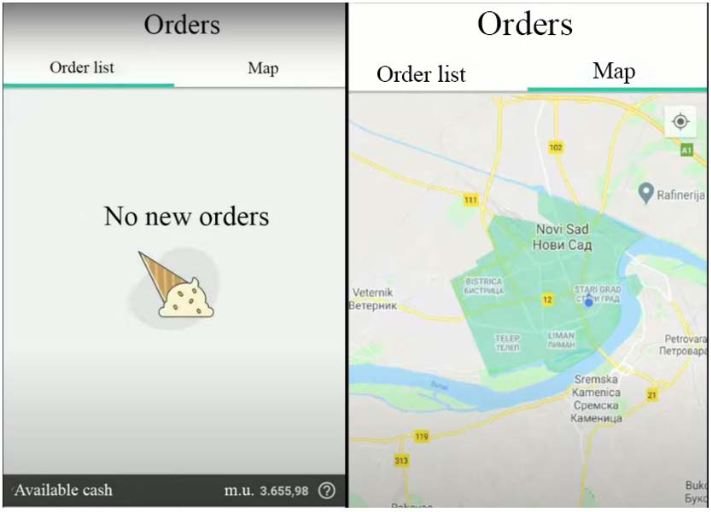 Orders
Order list
Map
No new orders
Available cash
m.u. 3.655,98
Orders
Order list
Map
102
A1
111
Rafinerija
Novi Sad
Нови Сад
BISTRICA
БИСТРИЦА
Veternik
Ветерник
12
STARI GRAD
СТАРИ ГРАД
TELEP
ТЕЛЕП
LIMAN
ЛИМАН
Petrovara
Петровара
Sremska
Kamenica
Сремска
Каменица
21
119
313
Buko
Буко